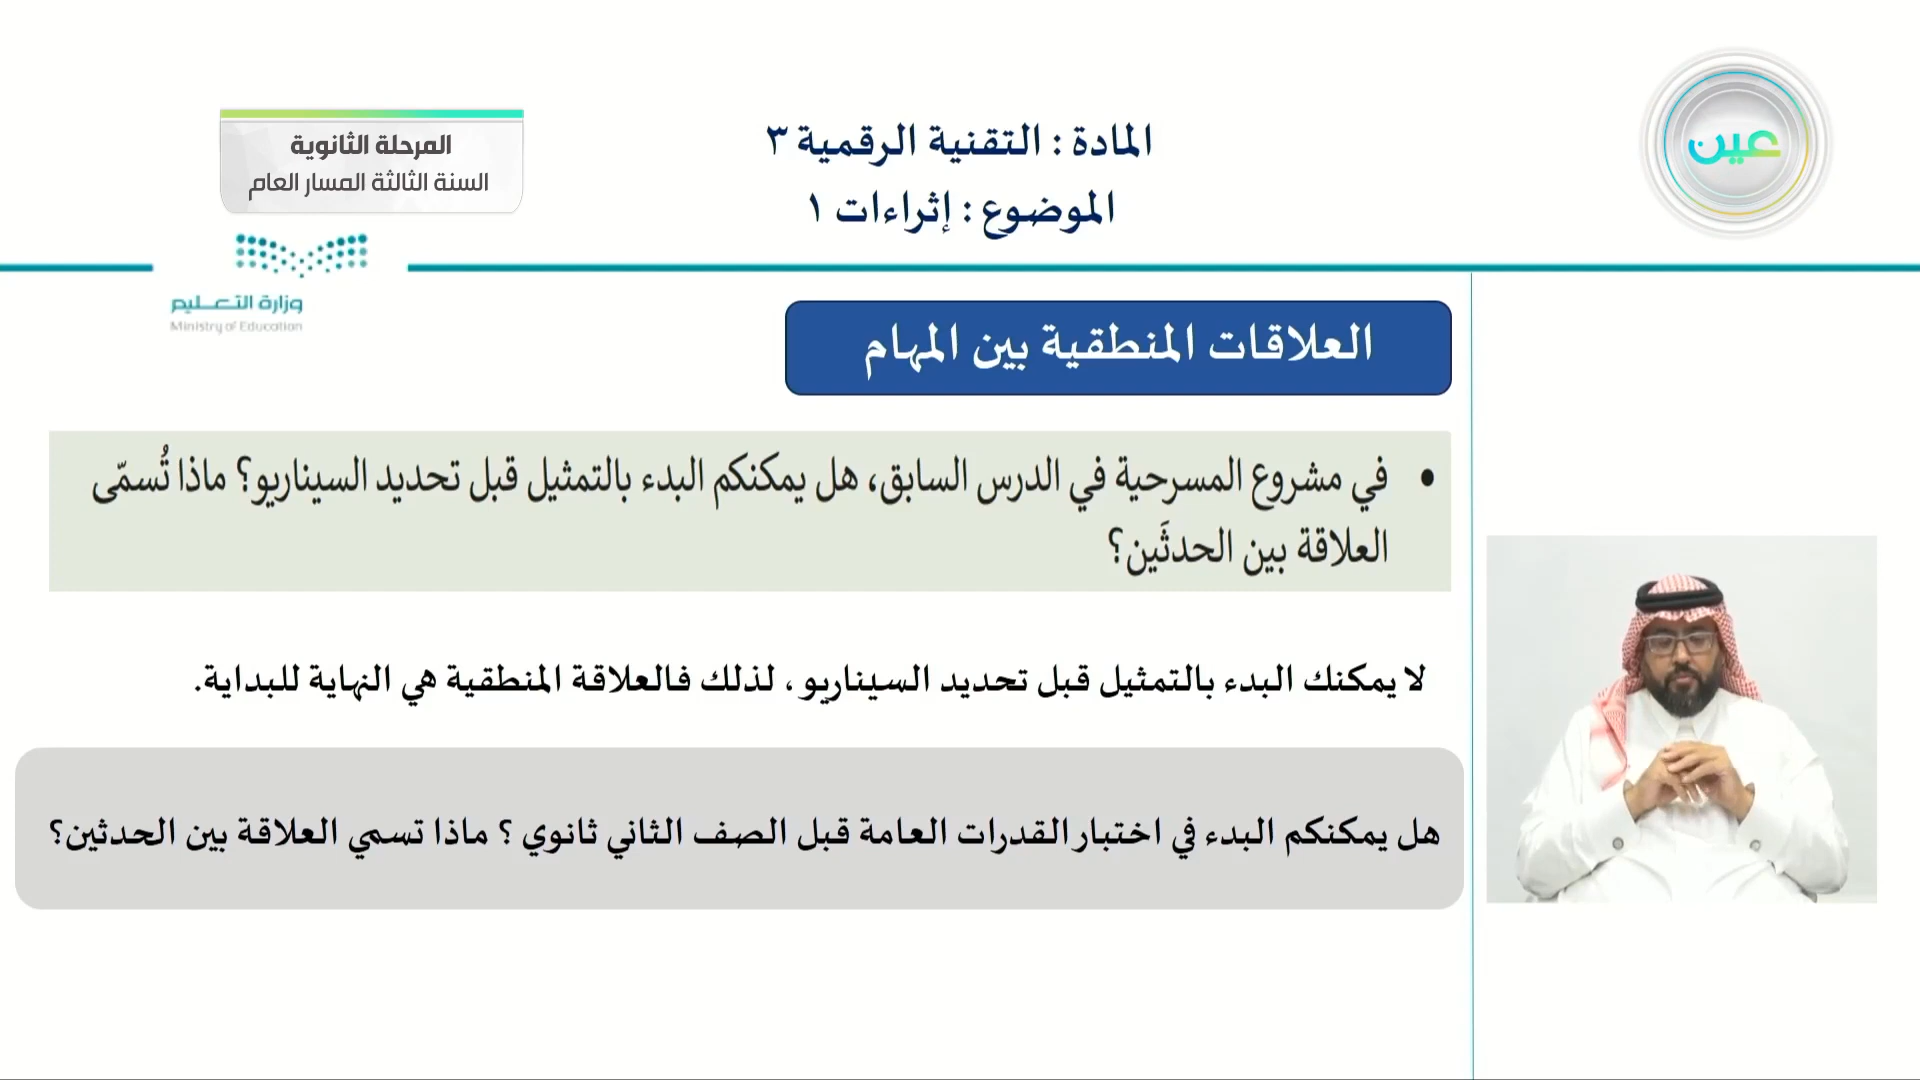 عين
المادة : التقنية الرقمية ٣
الموضوع : إثراءات ١
المرحلة الثانوية
السنة الثالثة المسار العام
وزارة التعليم
Ministry of Education
العلاقات المنطقية بين المهام
• في مشروع المسرحية في الدرس السابق، هل يمكنكم البدء بالتمثيل قبل تحديد السيناريو؟ ماذا تُسمّى
العلاقة بين الحدثَين؟
لا يمكنك البدء بالتمثيل قبل تحديد السيناريو ، لذلك فالعلاقة المنطقية هي النهاية للبداية.
هل يمكنكم البدء في اختبار القدرات العامة قبل الصف الثاني ثانوي ؟ ماذا تسمي العلاقة بين الحدثين؟